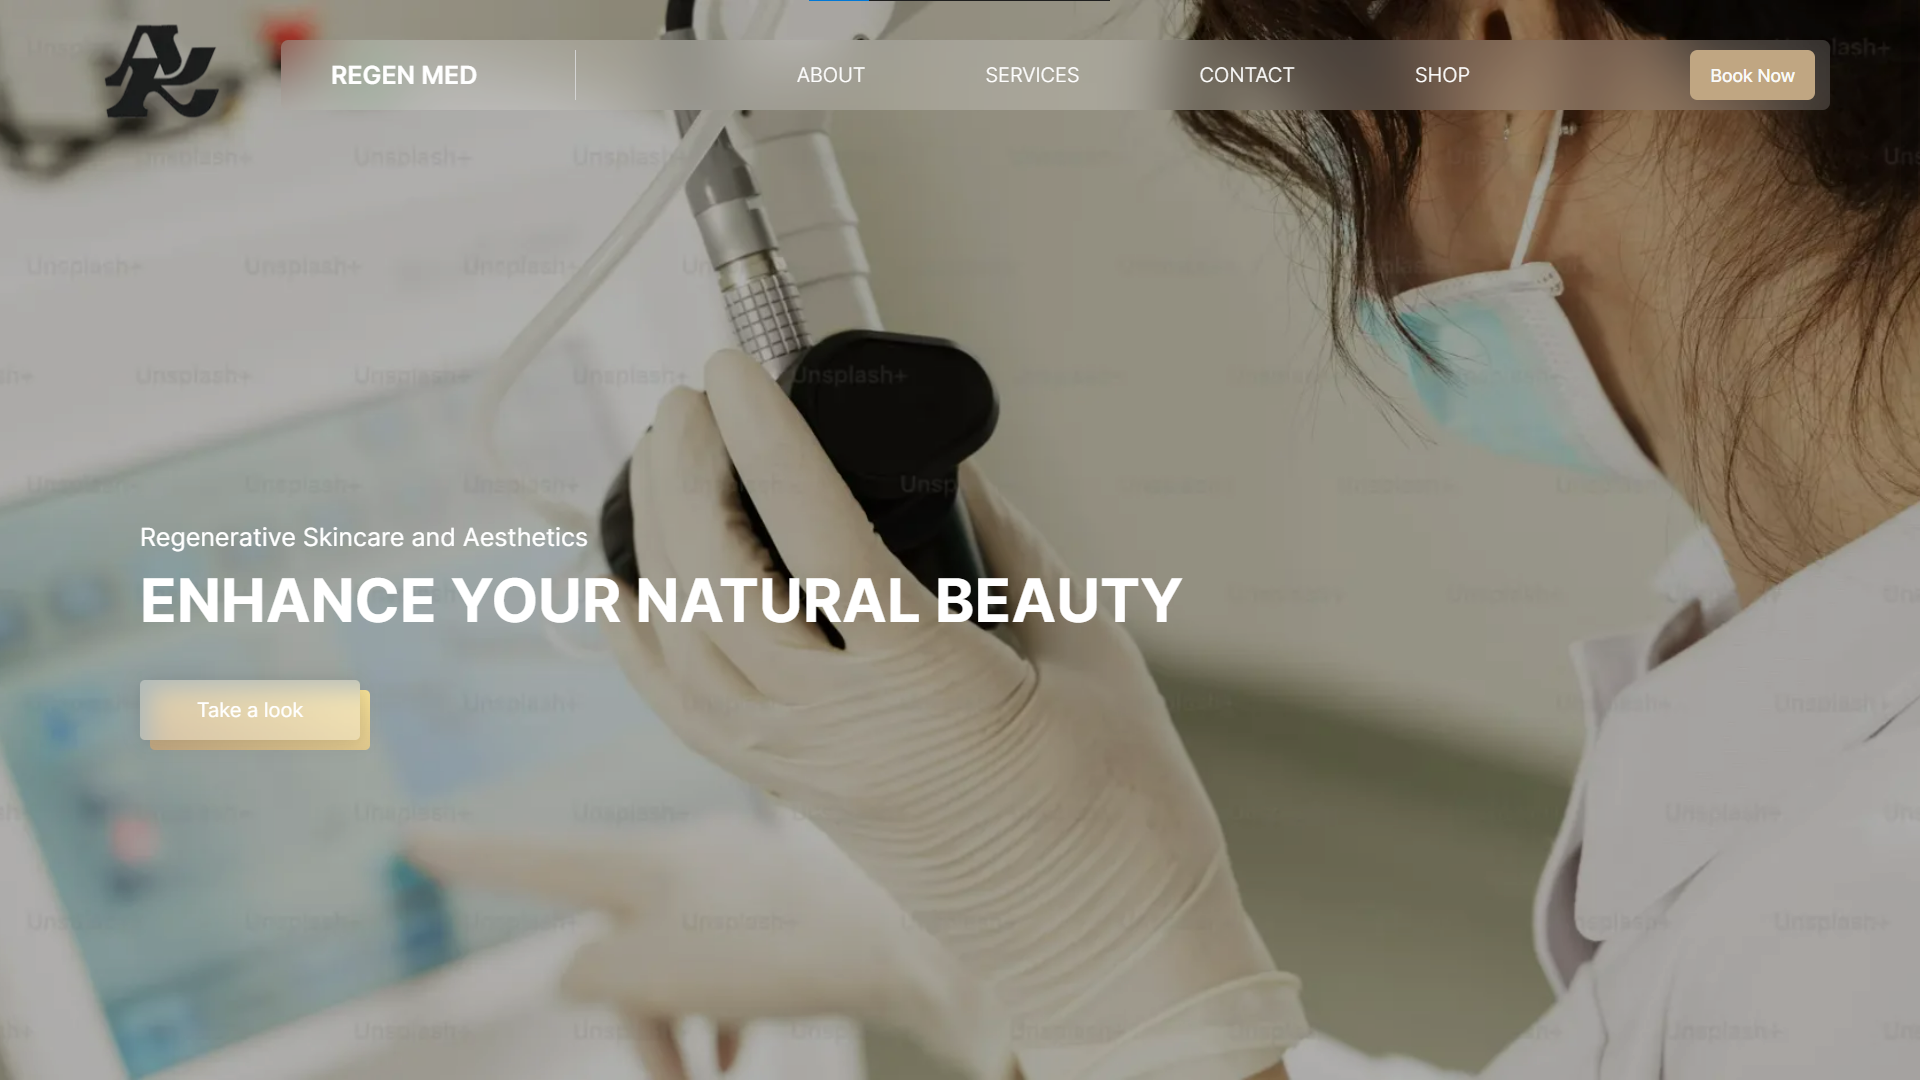 REGEN MED
ABOUT
SERVICES
CONTACT
SHOP
Book Now
Regenerative Skincare and Aesthetics
ENHANCE YOUR NATURAL BEAUTY
Take a look
Unsplash+